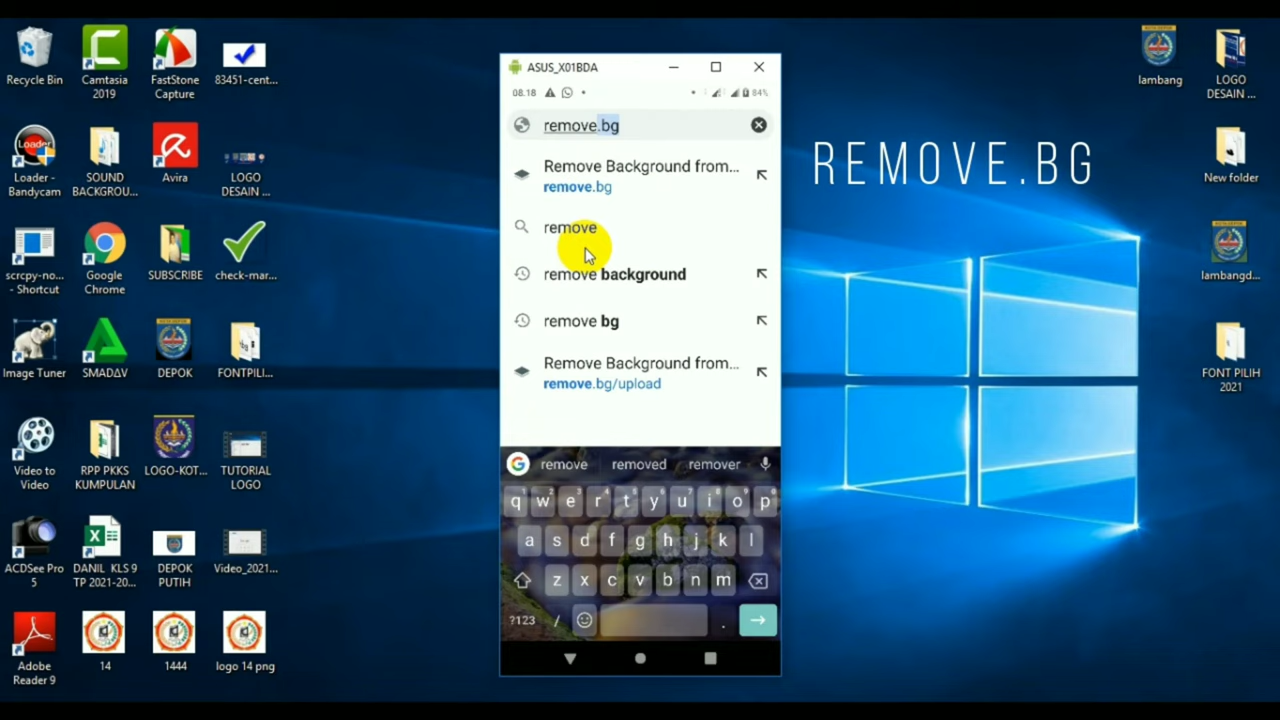 Recycle Bin
Camtasia
2019
FastStone
Capture
83451-cent...
Loader
Loader -
Bandycam
SOUND
BACKGROU...
Avira
LOGO
DESAIN ...
scrcpy-no...
- Shortcut
Google
Chrome
SUBSCRIBE
check-mar...
Image Tuner
SMADΔV
DEPOK
FONTPILI...
Video to
Video
RPP PKKS
KUMPULAN
LOGO-KOT...
TUTORIAL
LOGO
ACDSee Pro
5
DANIL KLS 9
TP 2021-20...
DEPOK
PUTIH
Video_2021...
Adobe
Reader 9
14
1444
logo 14 png
ASUS_X01BDA
08.18
84%
remove.bg
Remove Background from...
remove.bg
remove
remove background
remove bg
Remove Background from...
remove.bg/upload
remove removed remover
q w e r t y u i o p
a s d f g h j k l
z x c v b n m
?123 / .
REMOVE.BG
lambang
LOGO
DESAIN ...
New folder
lambangd...
FONT PILIH
2021